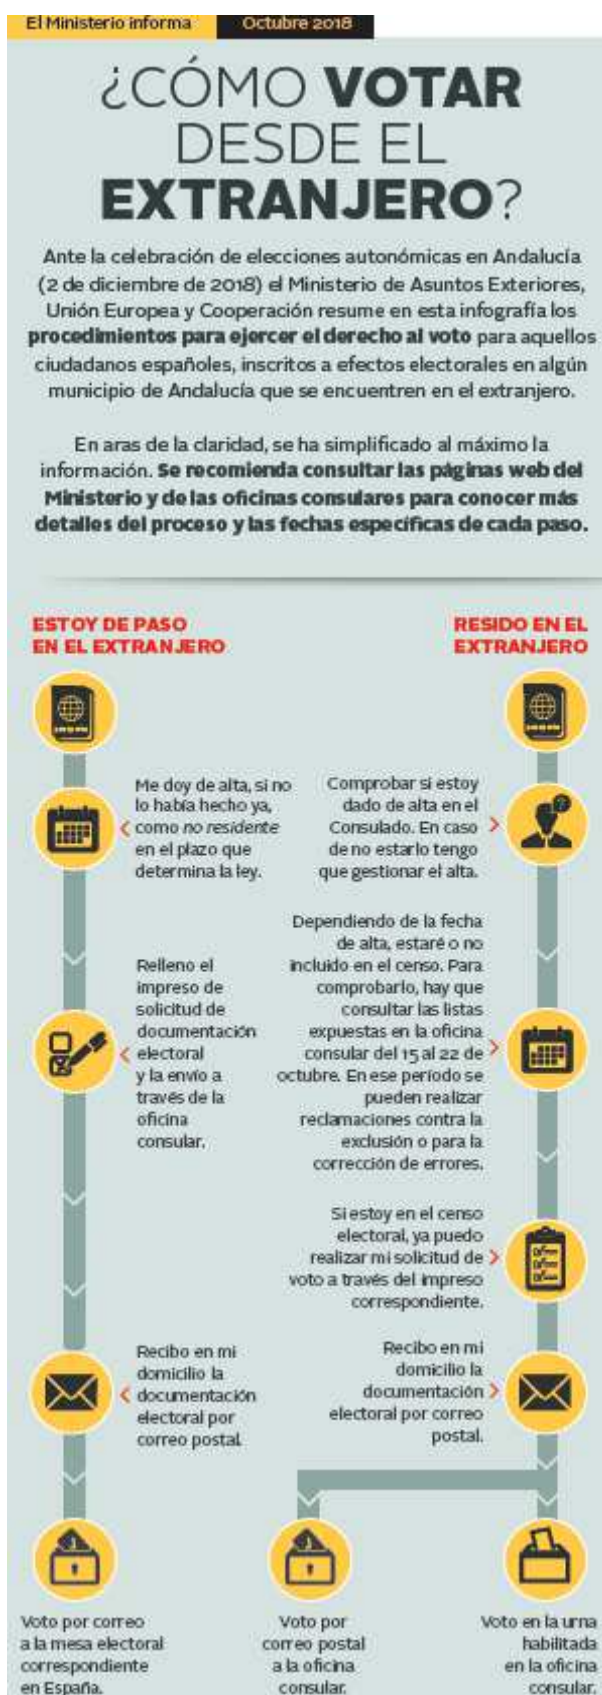 El Ministerio informa
Octubre 2018
¿CÓMO VOTAR
DESDE EL
EXTRANJERO?
Ante la celebración de elecciones autonómicas en Andalucía
(2 de diciembre de 2018) el Ministerio de Asuntos Exteriores,
Unión Europea y Cooperación resume en esta infografía los
procedimientos para ejercer el derecho al voto para aquellos
ciudadanos españoles, inscritos a efectos electorales en algún
municipio de Andalucía que se encuentren en el extranjero.
En aras de la claridad, se ha simplificado al máximo la
información. Se recomienda consultar las páginas web del
Ministerio y de las oficinas consulares para conocer más
detalles del proceso y las fechas específicas de cada paso.
ESTOY DE PASO
EN EL EXTRANJERO
Me doy de alta, si no
lo había hecho ya,
como no residente
en el plazo que
determina la ley.
Relleno el
impreso de
solicitud de
documentación
electoral
y la envío a
través de la
oficina
consular.
Recibo en mi
domicilio la
documentación
electoral por
correo postal
Voto por correo
a la mesa electoral
correspondiente
en España.
RESIDO EN EL
EXTRANJERO
Comprobar si estoy
dado de alta en el
Consulado. En caso
de no estarlo tengo
que gestionar el alta.
Dependiendo de la fecha
de alta, estaré o no
incluido en el censo. Para
comprobarlo, hay que
consultar las listas
expuestas en la oficina
consular del 15 al 22 de
octubre. En ese período se
pueden realizar
reclamaciones contra la
exclusión o para la
corrección de errores.
Si estoy en el censo
electoral, ya puedo
realizar mi solicitud de
voto a través del impreso
correspondiente.
Recibo en mi
domicilio la
documentación
electoral por correo
postal.
Voto por
correo postal
a la oficina
consular.
Voto en la urna
habilitada
en la oficina
consular.